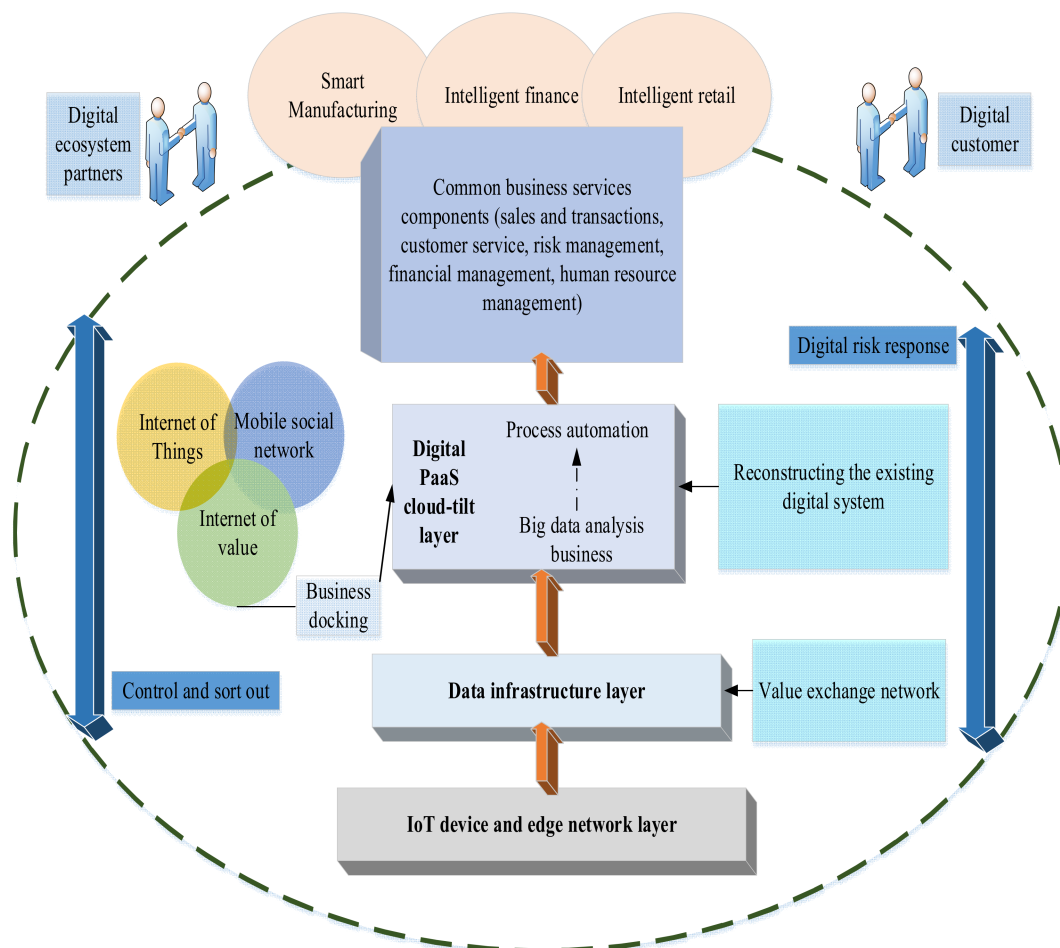 Smart
Manufacturing
Intelligent finance
Intelligent retail
Digital
ecosystem
partners
Digital
customer
Common business services
components (sales and transactions,
customer service, risk management,
financial management, human resource
management)
Digital risk response
Internet of
Things
Mobile social
network
Internet of
value
Digital
PaaS
cloud-tilt
layer
Process automation
Big data analysis
business
Reconstructing the existing
digital system
Business
docking
Control and sort out
Data infrastructure layer
Value exchange network
IoT device and edge network layer